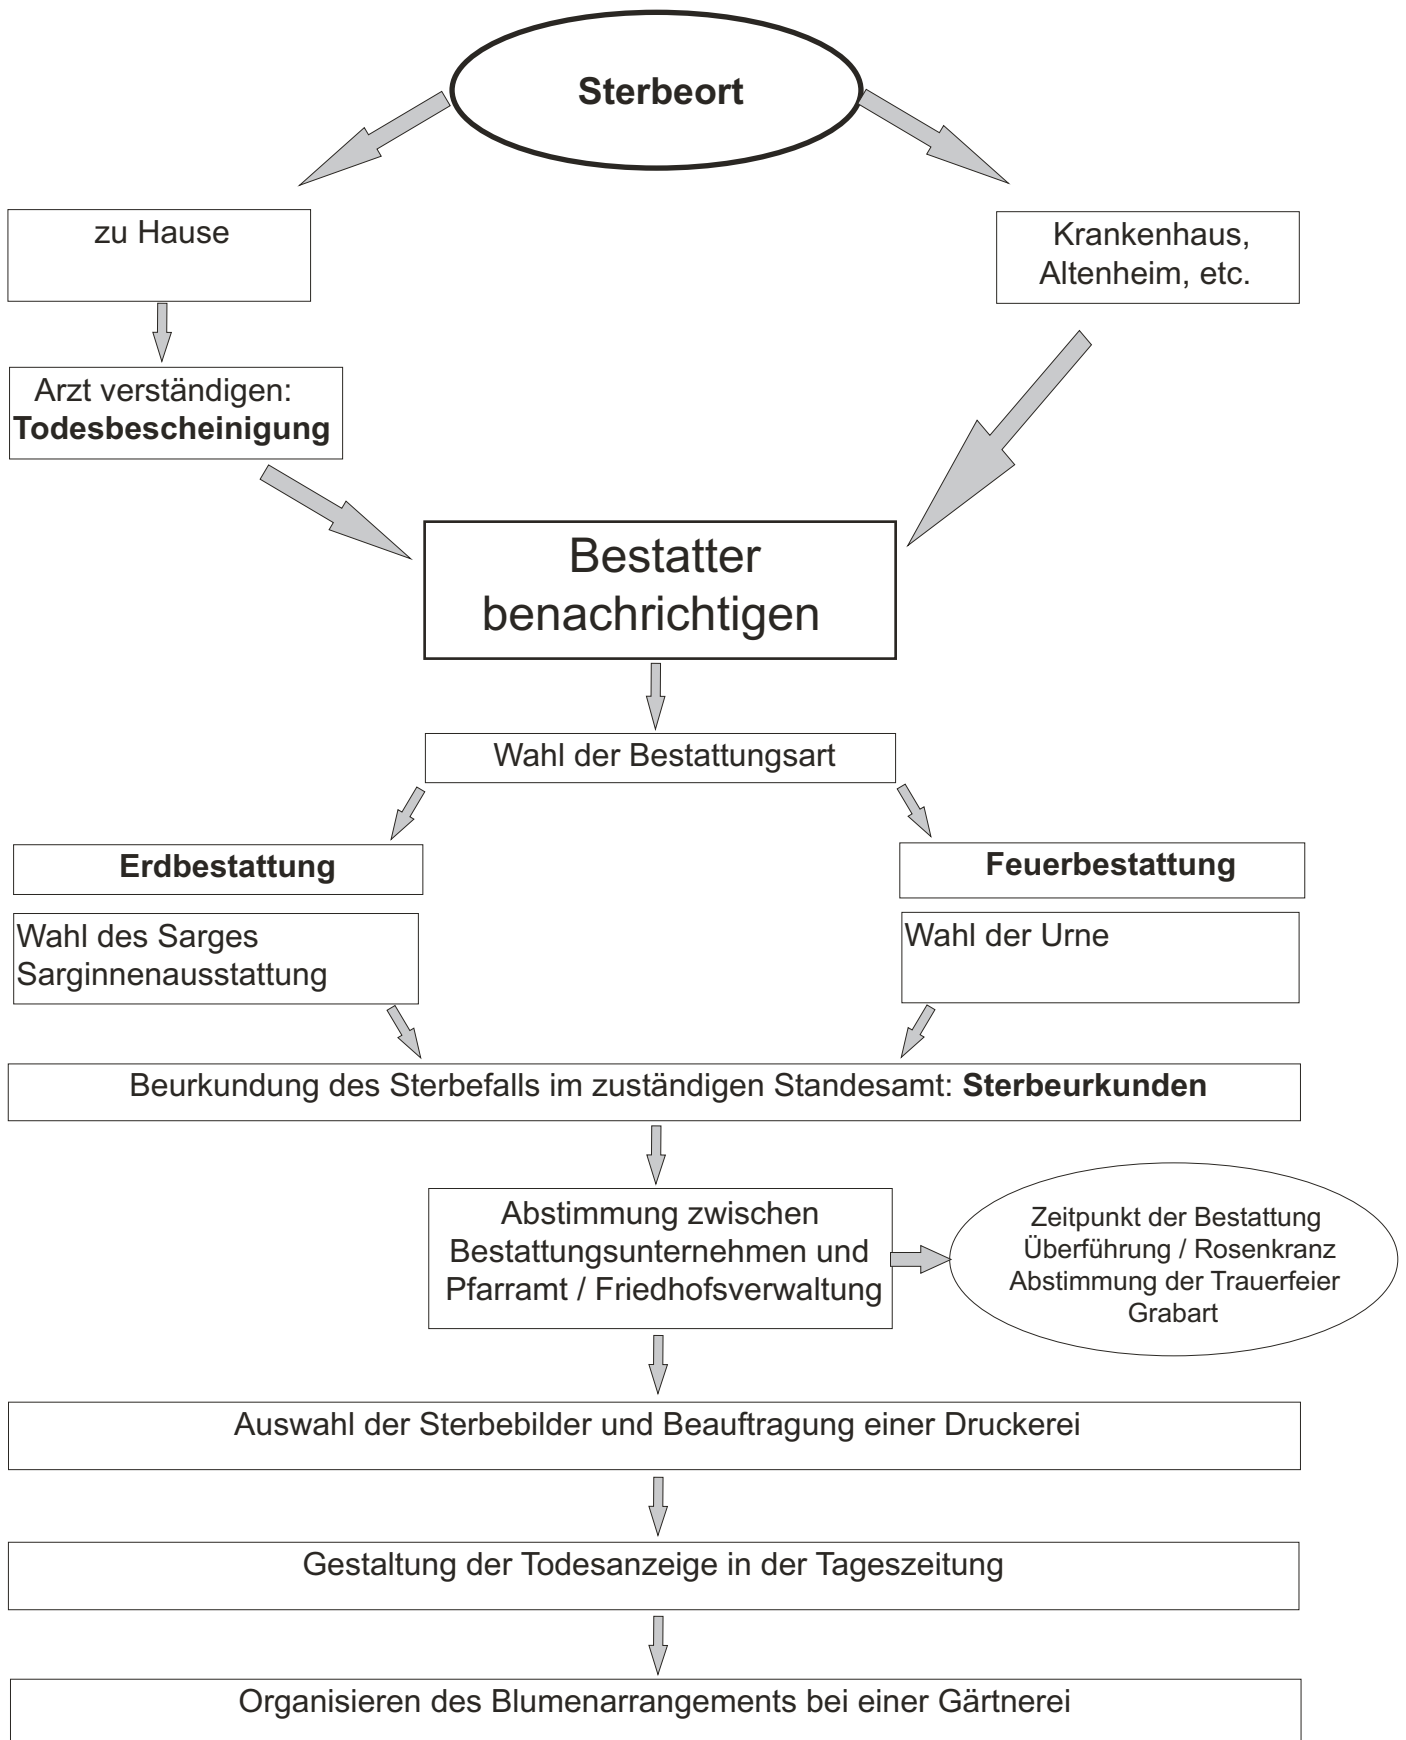 Sterbeort
zu Hause
Krankenhaus,
Altenheim, etc.
Arzt verständigen:
Todesbescheinigung
Bestatter
benachrichtigen
Wahl der Bestattungsart
Erdbestattung
Feuerbestattung
Wahl des Sarges
Sarginnenausstattung
Wahl der Urne
Beurkundung des Sterbefalls im zuständigen Standesamt: Sterbeurkunden
Abstimmung zwischen
Bestattungsunternehmen und
Pfarramt / Friedhofsverwaltung
Zeitpunkt der Bestattung
Überführung / Rosenkranz
Abstimmung der Trauerfeier
Grabart
Auswahl der Sterbebilder und Beauftragung einer Druckerei
Gestaltung der Todesanzeige in der Tageszeitung
Organisieren des Blumenarrangements bei einer Gärtnerei